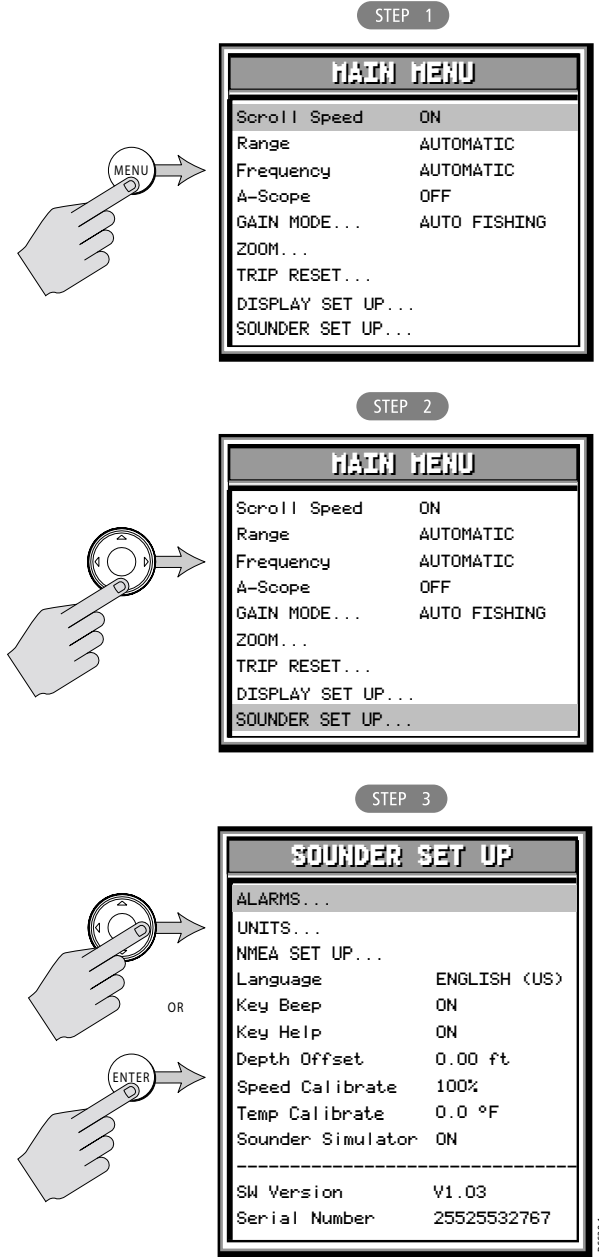 STEP 1
MAIN MENU
Scroll Speed ON
MENU
Range AUTOMATIC
Frequency AUTOMATIC
A-Scope OFF
GAIN MODE... AUTO FISHING
ZOOM...
TRIP RESET...
DISPLAY SET UP...
SOUNDER SET UP...
STEP 2
MAIN MENU
Scroll Speed ON
Range AUTOMATIC
Frequency AUTOMATIC
A-Scope OFF
GAIN MODE... AUTO FISHING
ZOOM...
TRIP RESET...
DISPLAY SET UP...
SOUNDER SET UP...
STEP 3
SOUNDER SET UP
ALARMS...
UNITS...
NMEA SET UP...
Language ENGLISH (US)
OR
Key Beep ON
Key Help ON
Depth Offset 0.00 ft
ENTER
Speed Calibrate 100%
Temp Calibrate 0.0 °F
Sounder Simulator ON
SW Version V1.03
Serial Number 25525532767